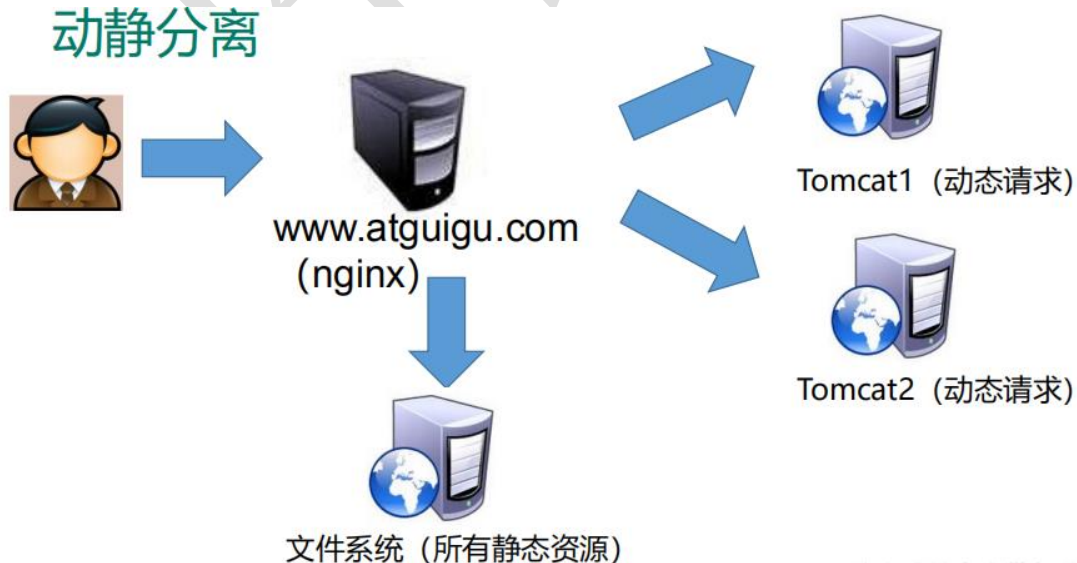 动静分离
www.atguigu.com
（nginx）
Tomcat1（动态请求）
Tomcat2（动态请求）
文件系统（所有静态资源）